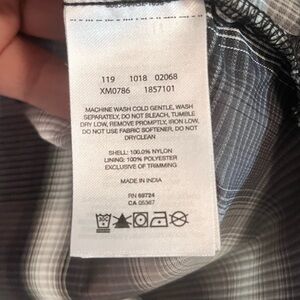 119 1018 02068
XM0786 1857101
MACHINE WASH COLD GENTLE, WASH
SEPARATELY, DO NOT BLEACH, TUMBLE
DRY LOW, REMOVE PROMPTLY, IRON LOW,
DO NOT USE FABRIC SOFTENER, DO NOT
DRYCLEAN
SHELL: 100.0% NYLON
LINING: 100% POLYESTER
EXCLUSIVE OF TRIMMING
MADE IN INDIA
RN 69724
CA 05367